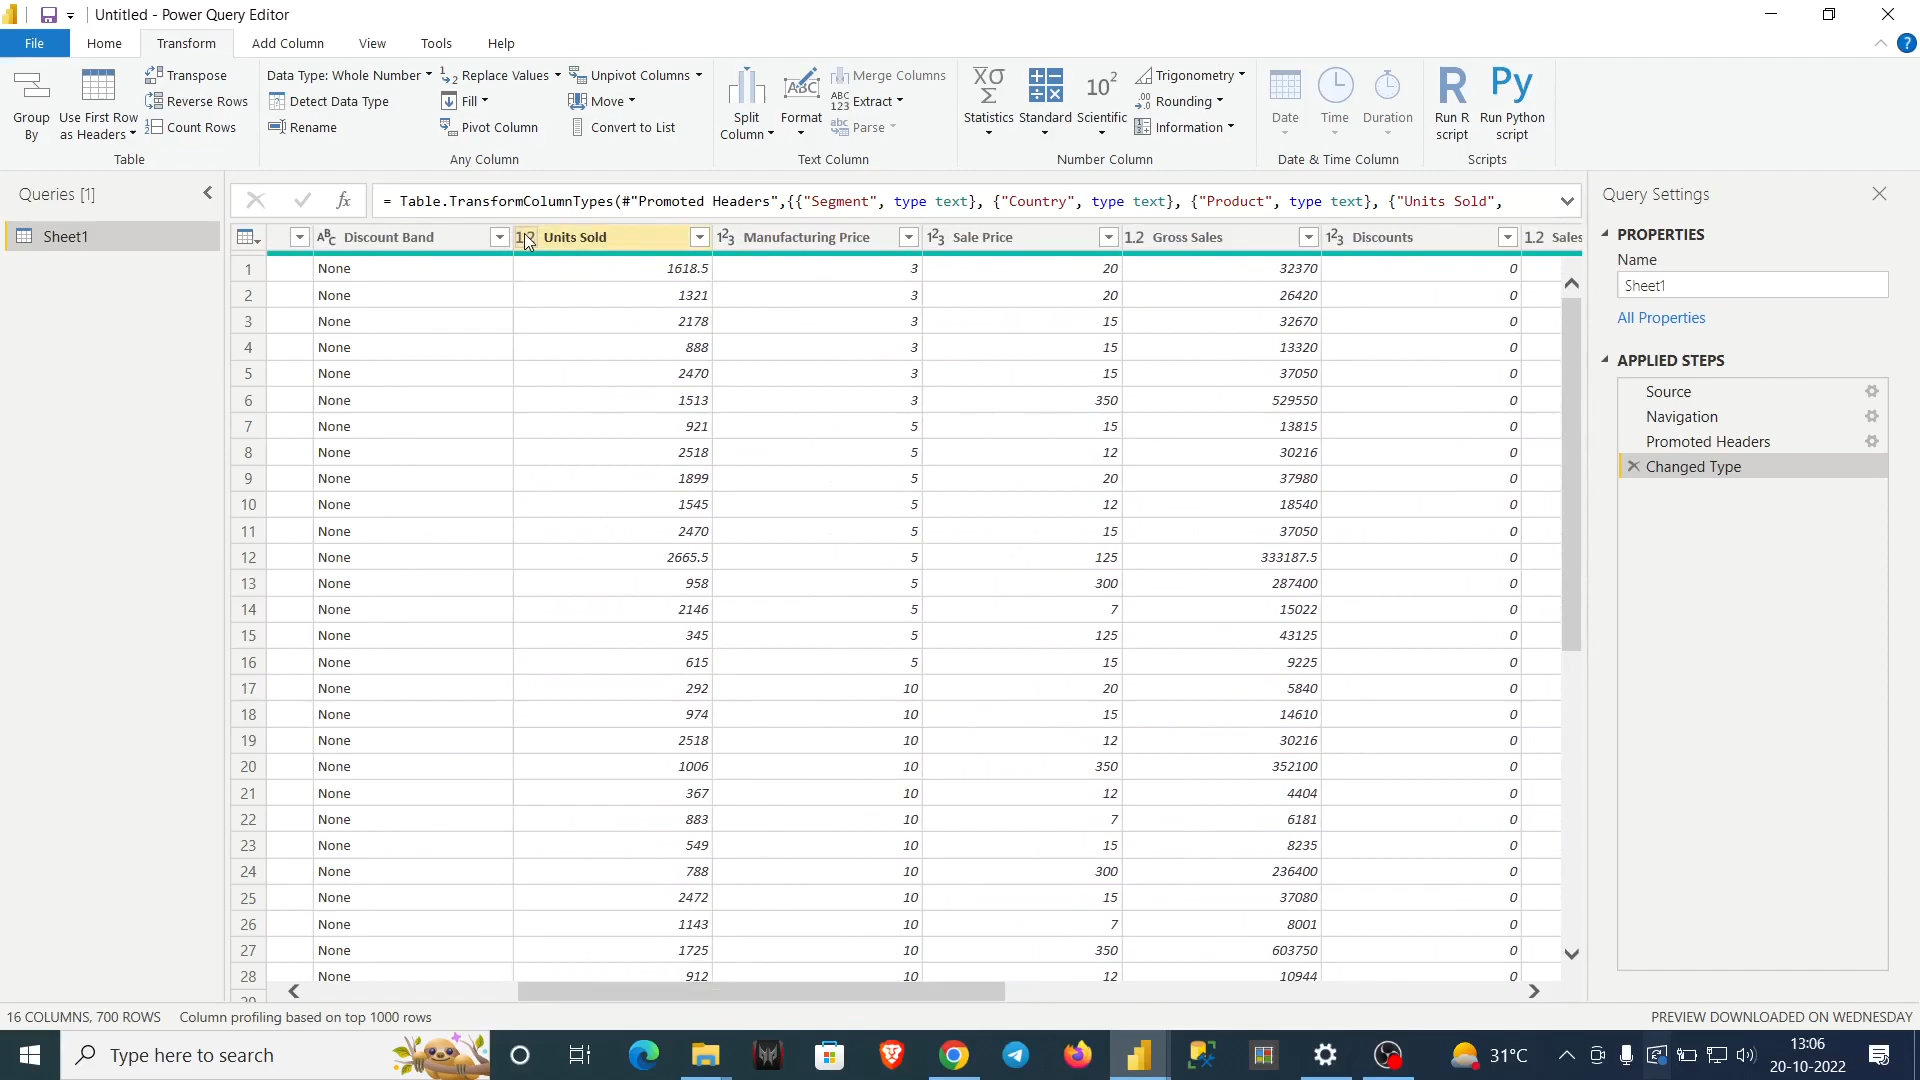 Untitled - Power Query Editor
File Home Transform Add Column View Tools Help
Group By
Use First Row as Headers
Transpose
Reverse Rows
Count Rows
Table
Data Type: Whole Number
Detect Data Type
Rename
Replace Values
Fill
Pivot Column
Unpivot Columns
Move
Convert to List
Any Column
Split Column
Format
Merge Columns
Extract
Parse
Text Column
Statistics
Standard
Scientific
Trigonometry
Rounding
Information
Number Column
Date
Time
Duration
Date & Time Column
Run R script
Run Python script
Scripts
Queries [1]
Sheet1
= Table.TransformColumnTypes(#"Promoted Headers",{{"Segment", type text}, {"Country", type text}, {"Product", type text}, {"Units Sold",
Discount Band Units Sold Manufacturing Price Sale Price Gross Sales Discounts Sales
1 None 1618.5 3 20 32370 0
2 None 1321 3 20 26420 0
3 None 2178 3 15 32670 0
4 None 888 3 15 13320 0
5 None 2470 3 15 37050 0
6 None 1513 3 350 529550 0
7 None 921 5 15 13815 0
8 None 2518 5 12 30216 0
9 None 1899 5 20 37980 0
10 None 1545 5 12 18540 0
11 None 2470 5 15 37050 0
12 None 2665.5 5 125 333187.5 0
13 None 958 5 300 287400 0
14 None 2146 5 7 15022 0
15 None 345 5 125 43125 0
16 None 615 5 15 9225 0
17 None 292 10 20 5840 0
18 None 974 10 15 14610 0
19 None 2518 10 12 30216 0
20 None 1006 10 350 352100 0
21 None 367 10 12 4404 0
22 None 883 10 7 6181 0
23 None 549 10 15 8235 0
24 None 788 10 300 236400 0
25 None 2472 10 15 37080 0
26 None 1143 10 7 8001 0
27 None 1725 10 350 603750 0
28 None 912 10 12 10944 0
Query Settings
PROPERTIES
Name
Sheet1
All Properties
APPLIED STEPS
Source
Navigation
Promoted Headers
Changed Type
16 COLUMNS, 700 ROWS Column profiling based on top 1000 rows
PREVIEW DOWNLOADED ON WEDNESDAY
Type here to search
31°C
13:06
20-10-2022